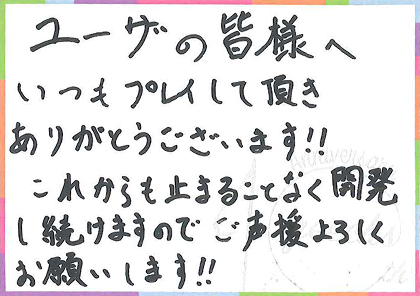 ユーザの皆様へ
いつもプレイして頂き
ありがとうございます!!
これからも止まることなく開発
し続けますのでご声援よろしく
お願いします!!
Anniversary